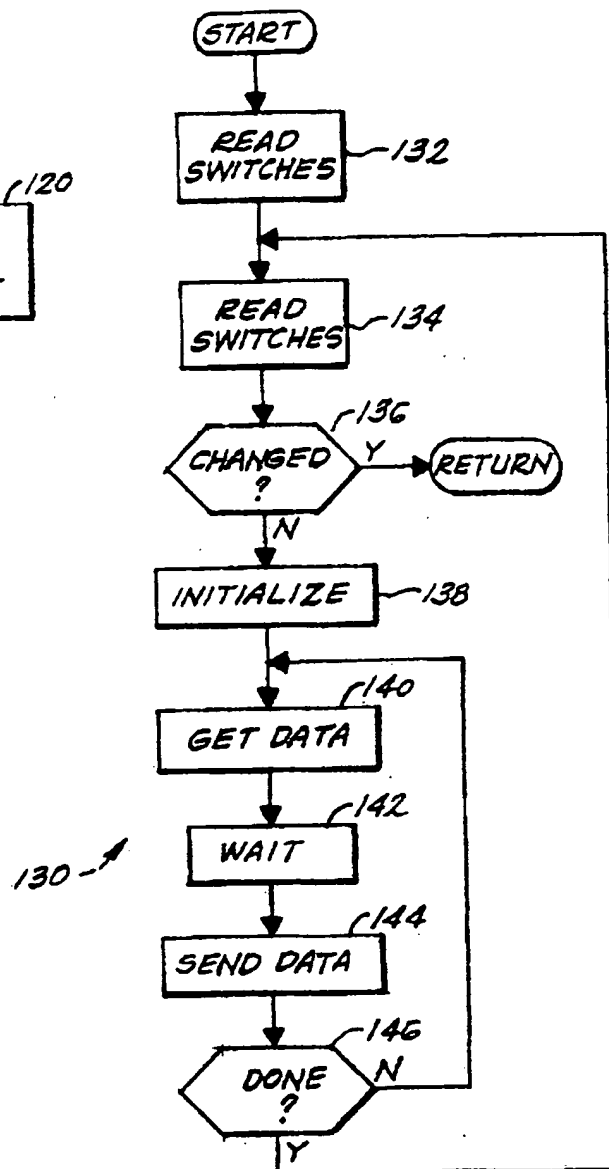 START
READ
SWITCHES
132
120
READ
SWITCHES
134
136
CHANGED
?
Y
RETURN
N
INITIALIZE
138
140
GET DATA
142
WAIT
130
144
SEND DATA
146
DONE
?
N
Y